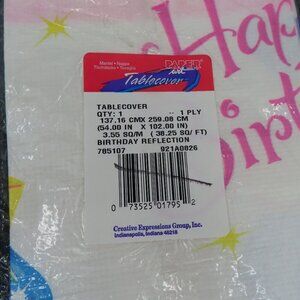 Mantel • Nappe
PAPER
art
Tablecover
TABLECOVER
QTY: 1 1 PLY
137.16 CMX 259.08 CM
(54.00 IN X 102.00 IN)
3.55 SQ/M ( 38.25 SQ/ FT)
BIRTHDAY REFLECTION
785107 921A0826
0 73525 01795 2
Creative Expressions Group, Inc.
Indianapolis, Indiana 46218
Hap
Birt